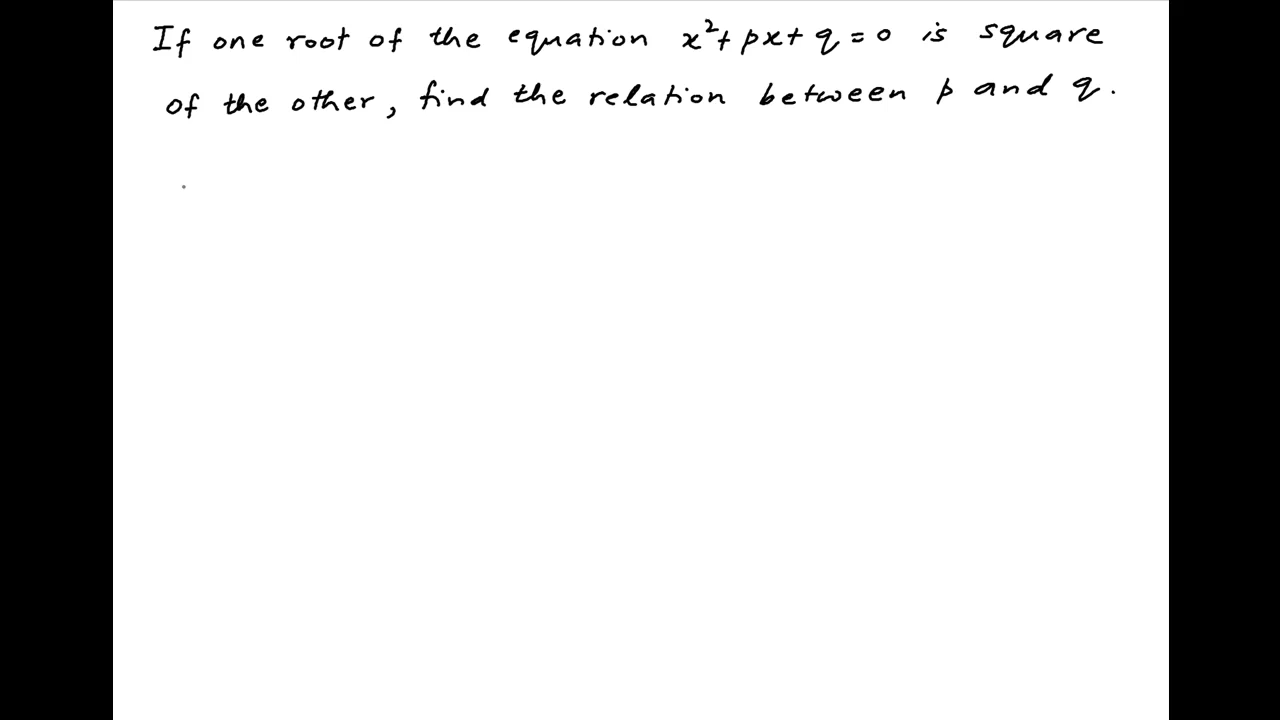 If one root of the equation x²+px+q=0 is square
of the other, find the relation between p and q.